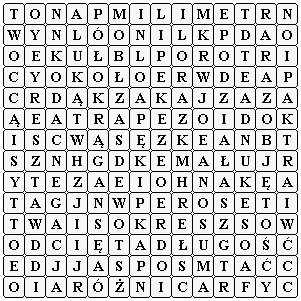 T O N A P M I L I M E T R N
W Y N L Ó O N I L K P D A O
O E K U Ł B L P O R O T R I
C Y O K O Ł O E R W D E A P
C R D Ą K Z A K A J Z A Z A
Ą E A T R A P E Z O I D O K
I S C W Ą S Ę Z K E A N B T
S Z N H G D K E M A Ł U J R
Y T E Z A E I O H N A K Ę A
T A G J N W P E R O S E T I
T W A I S O K R E S Z S O W
O D C I Ę T A D Ł U G O Ś Ć
E D J J A S P O S M T A Ć C
O I A R Ó Ż N I C A R F Y C